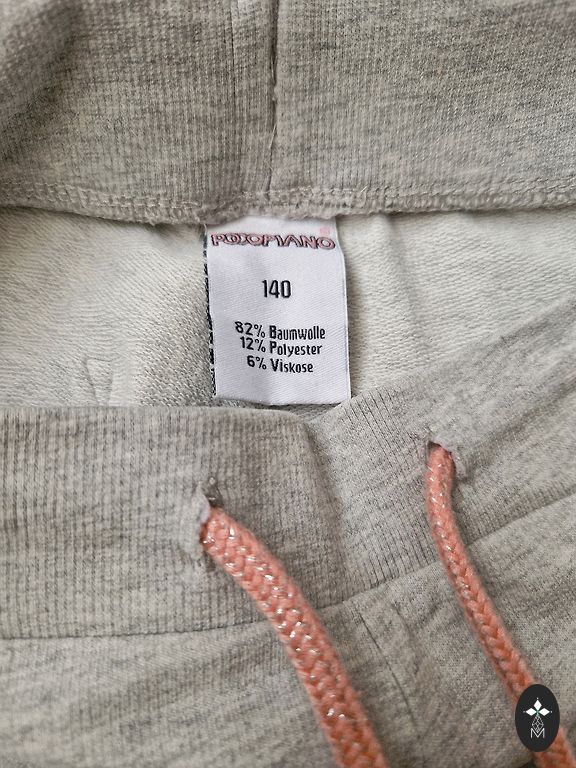 POCOPIANO
140
82% Baumwolle
12% Polyester
6% Viskose
M